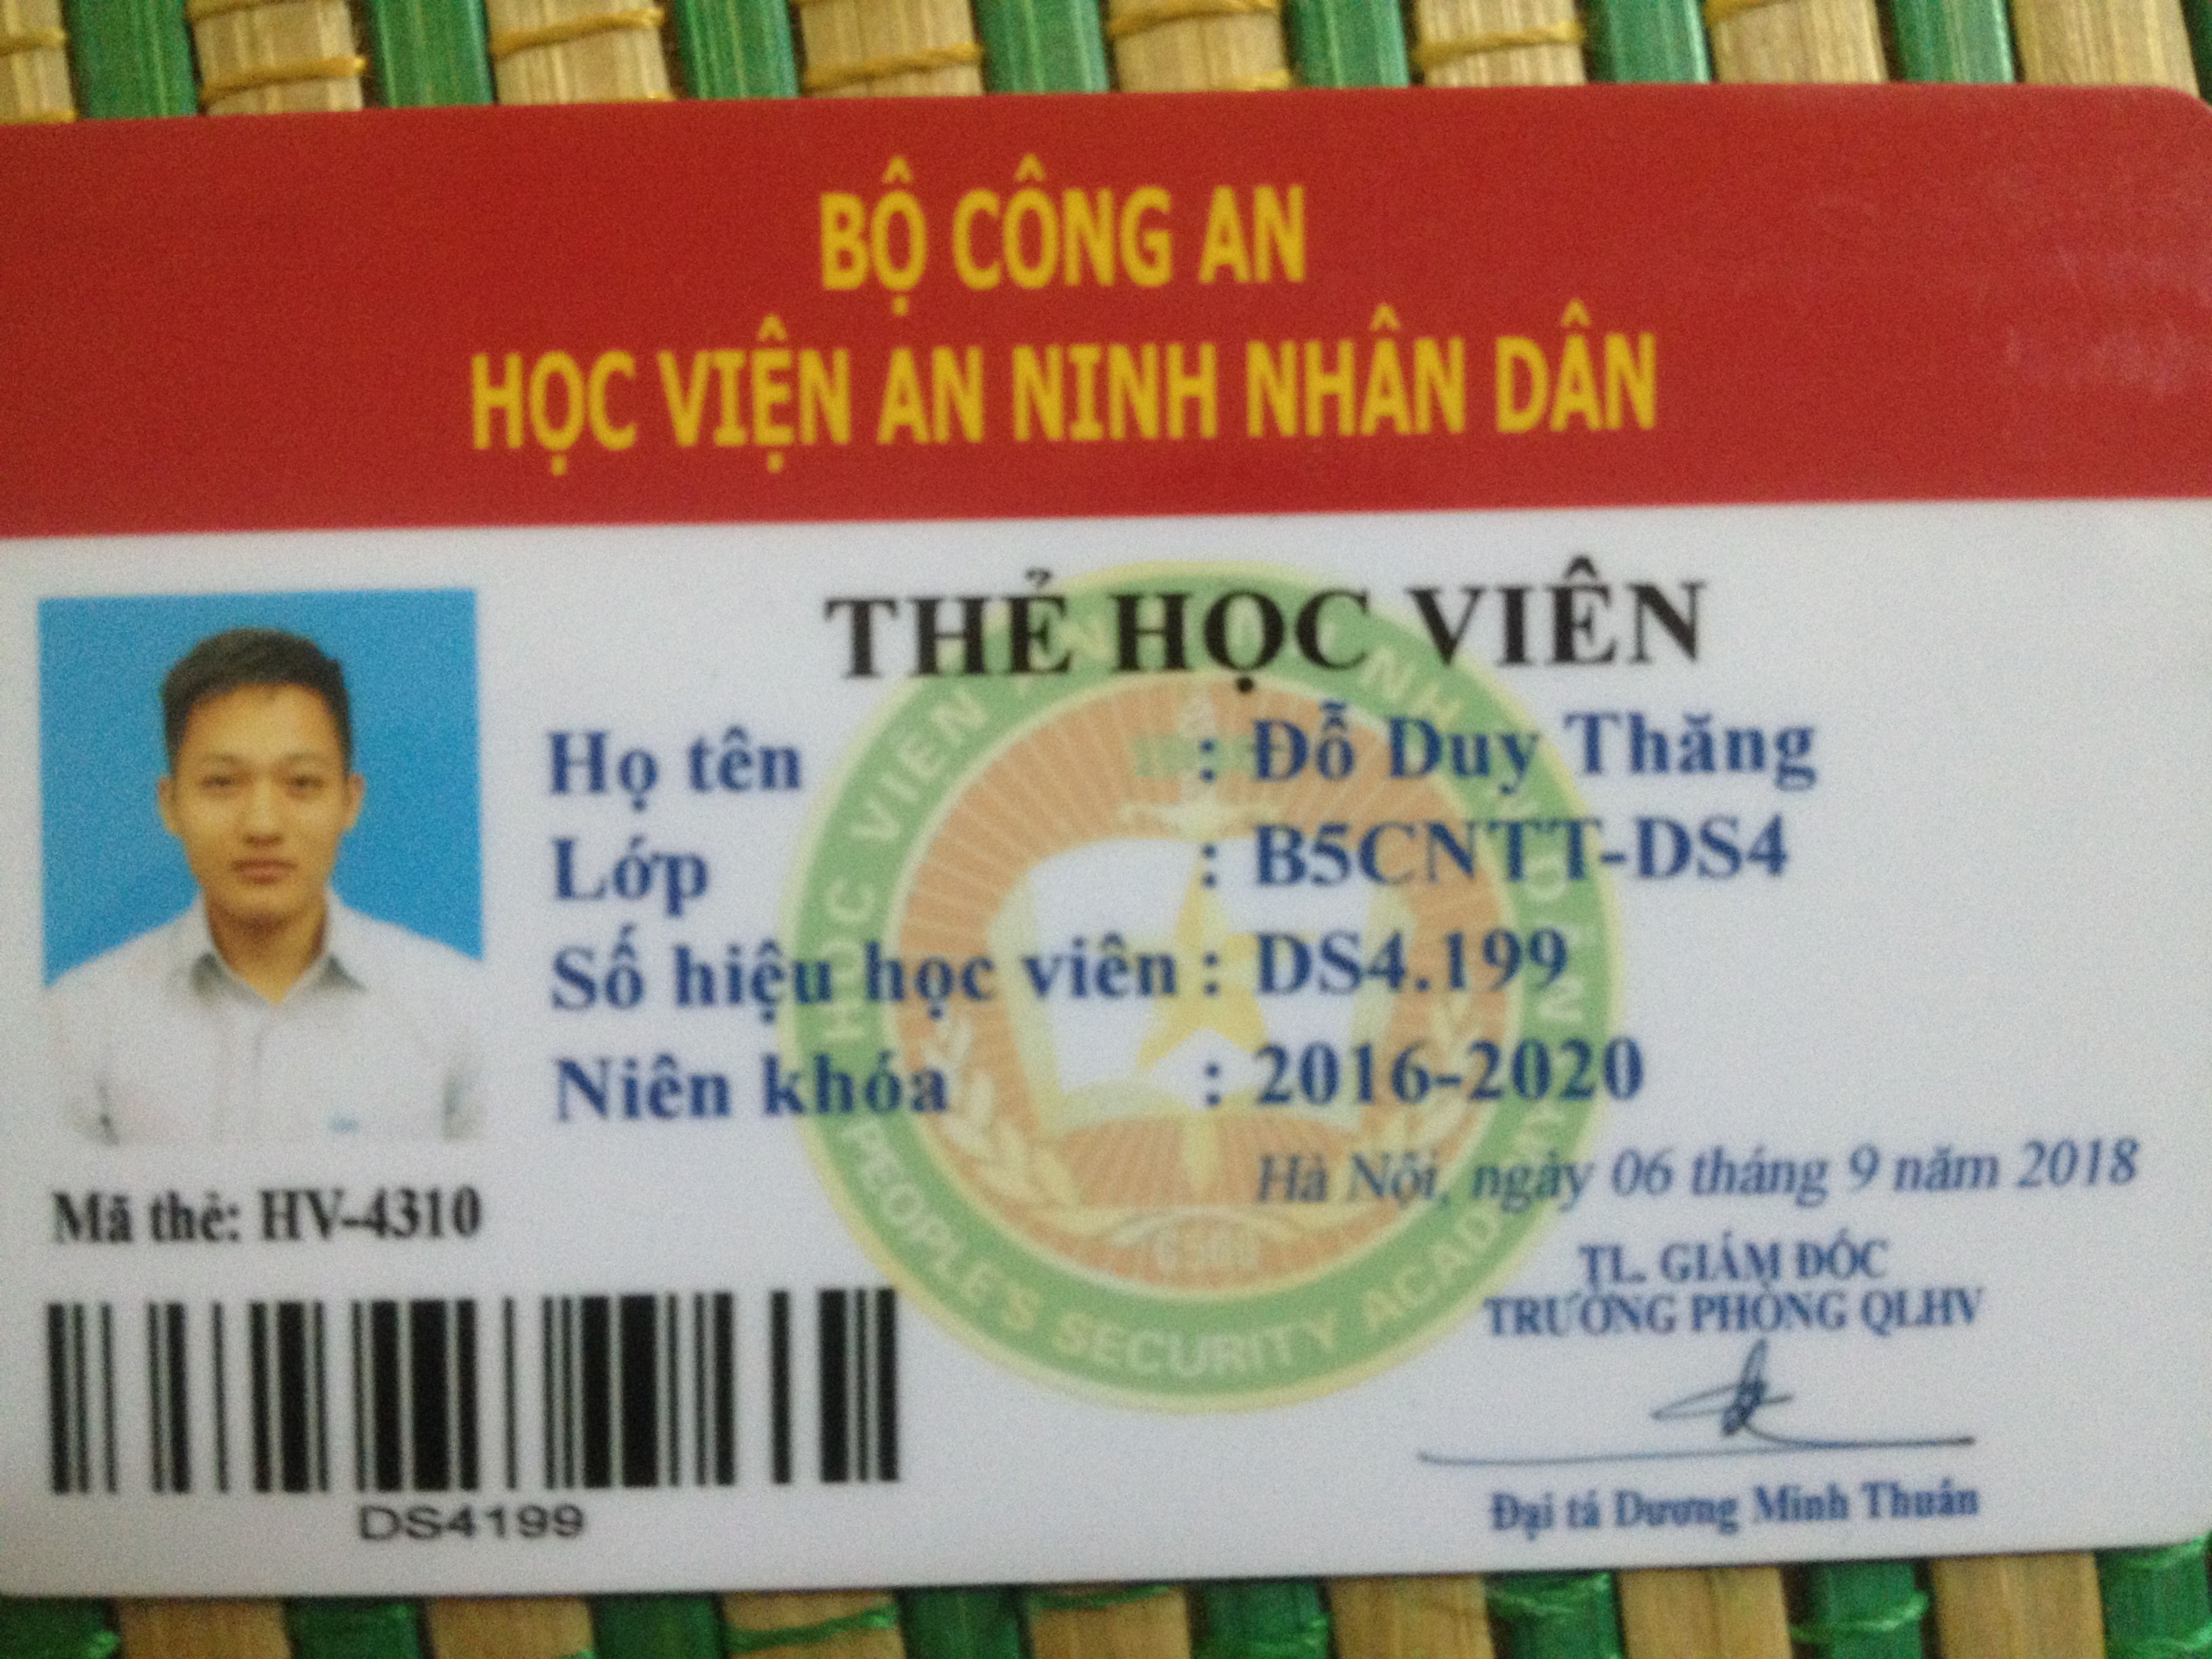 BỘ CÔNG AN
HỌC VIỆN AN NINH NHÂN DÂN
THẺ HỌC VIÊN
Họ tên : Đỗ Duy Thăng
Lớp : B5CNTT-DS4
Số hiệu học viên : DS4.199
Niên khóa : 2016-2020
Mã thẻ: HV-4310
Hà Nội, ngày 06 tháng 9 năm 2018
TL. GIÁM ĐỐC
TRƯỞNG PHÒNG QLHV
DS4199
Đại tá Dương Minh Thuấn
HỌC VIỆN
PEOPLE'S SECURITY ACADEMY